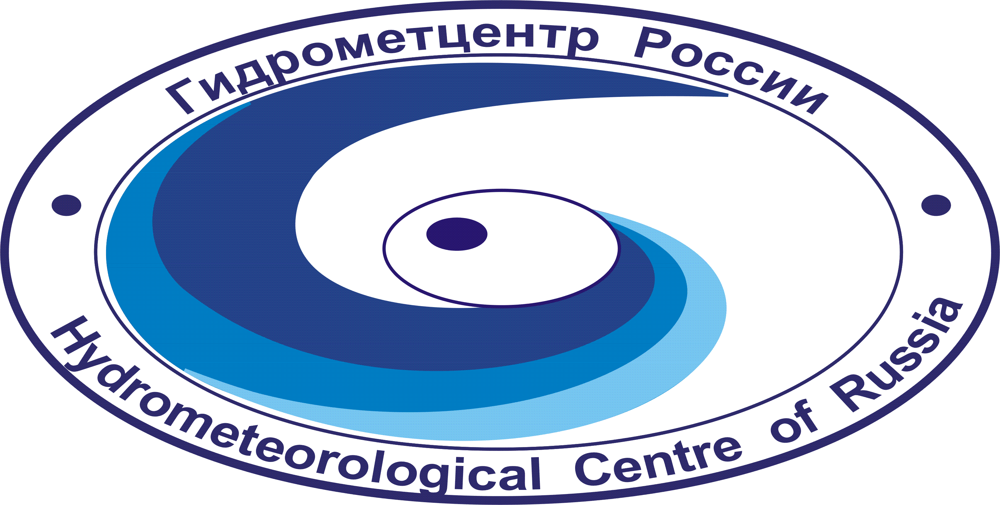 Гидрометцентр России
Hydrometeorological Centre of Russia